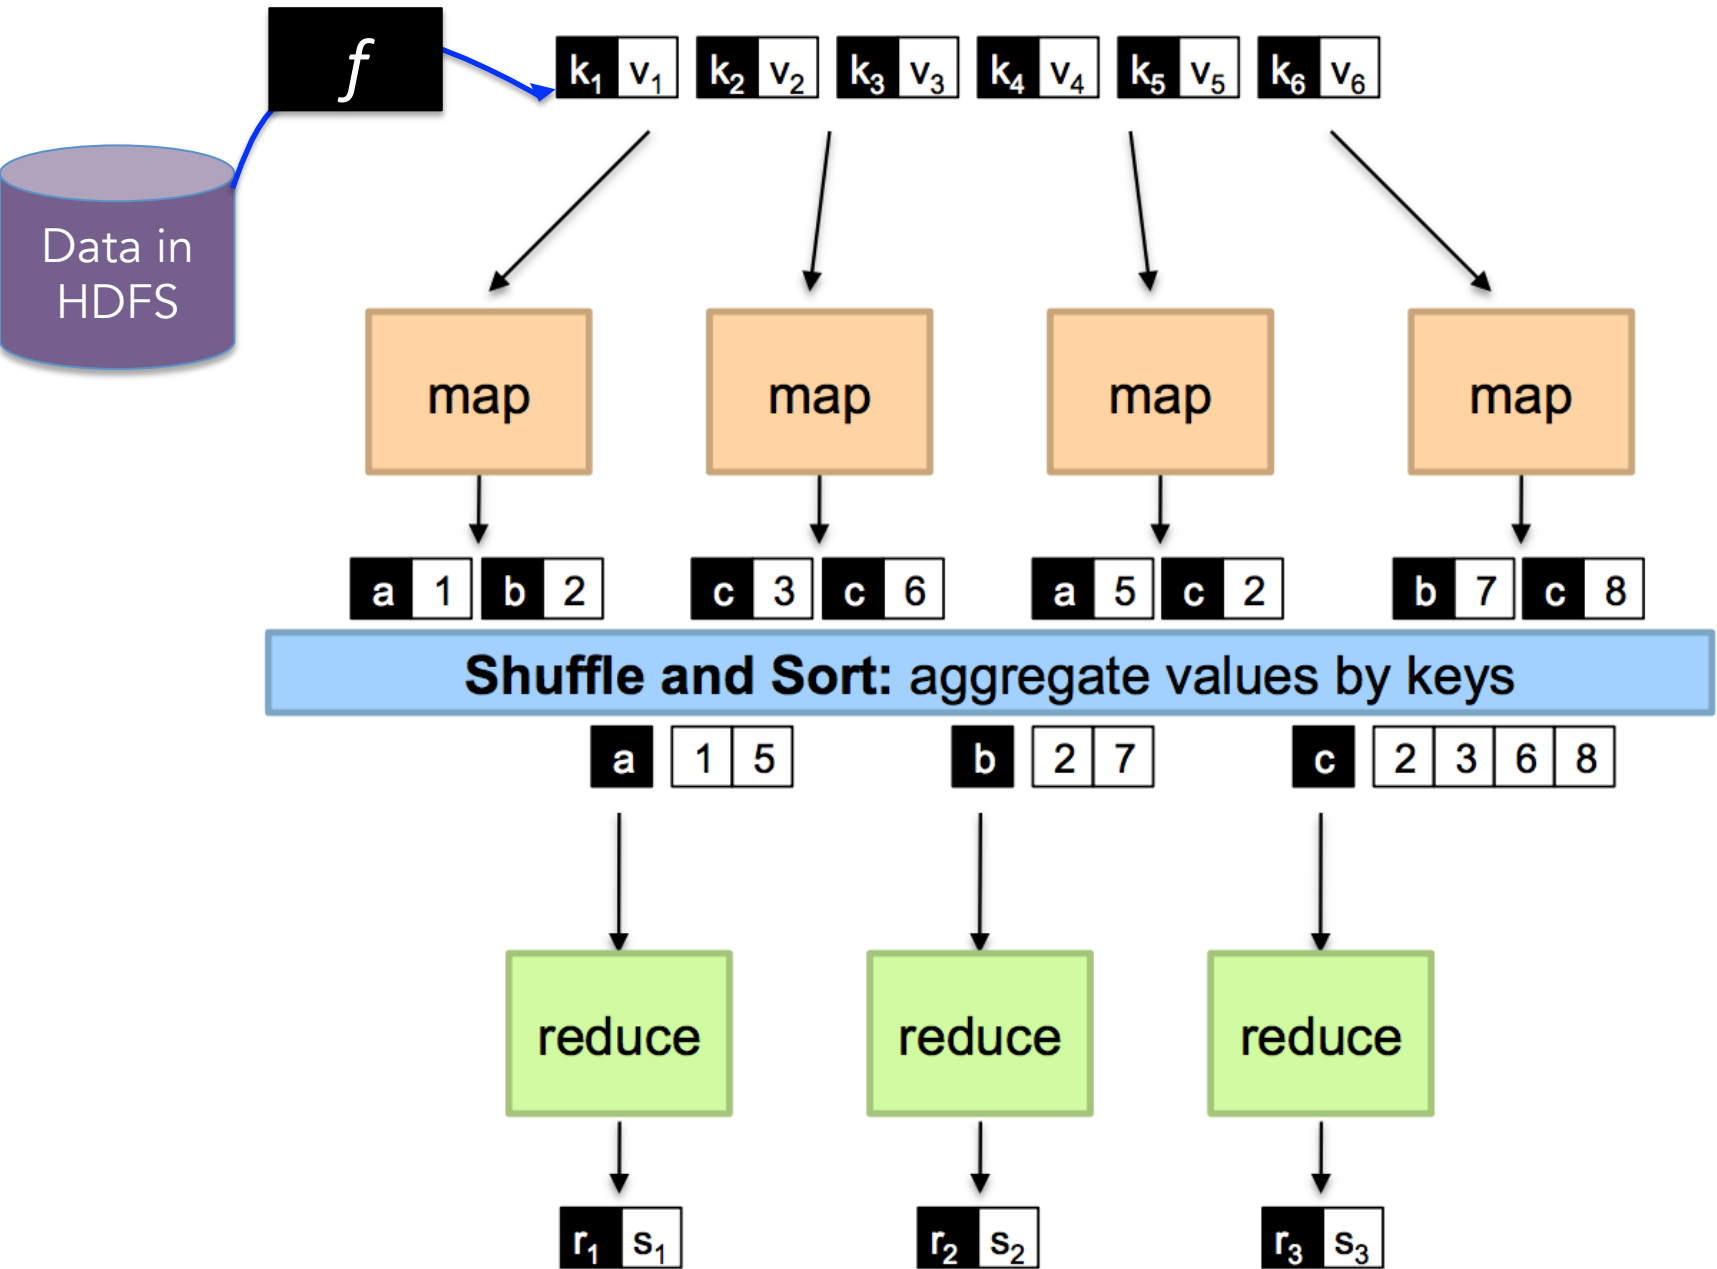 f
k1 v1 k2 v2 k3 v3 k4 v4 k5 v5 k6 v6
Data in
HDFS
map map map map
a 1 b 2 c 3 c 6 a 5 c 2 b 7 c 8
Shuffle and Sort: aggregate values by keys
a 1 5 b 2 7 c 2 3 6 8
reduce reduce reduce
r1 s1 r2 s2 r3 s3